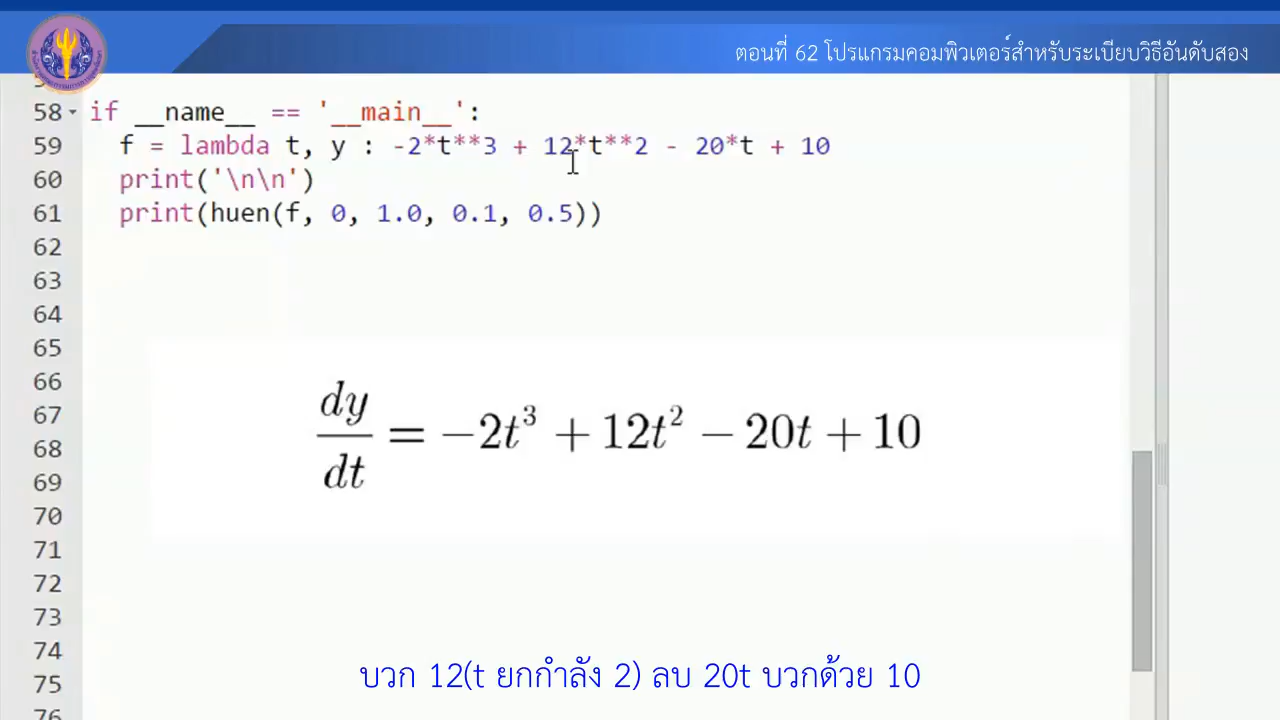 ตอนที่ 62 โปรแกรมคอมพิวเตอร์สำหรับระเบียบวิธีอันดับสอง
58 if __name__ == '__main__':
59 f = lambda t, y : -2*t**3 + 12*t**2 - 20*t + 10
60 print('\n\n')
61 print(huen(f, 0, 1.0, 0.1, 0.5))
62
63
64
65
66
67
68
69
70
71
72
73
74
75
76
dy/dt = −2t³ + 12t² − 20t + 10
บวก 12(t ยกกำลัง 2) ลบ 20t บวกด้วย 10